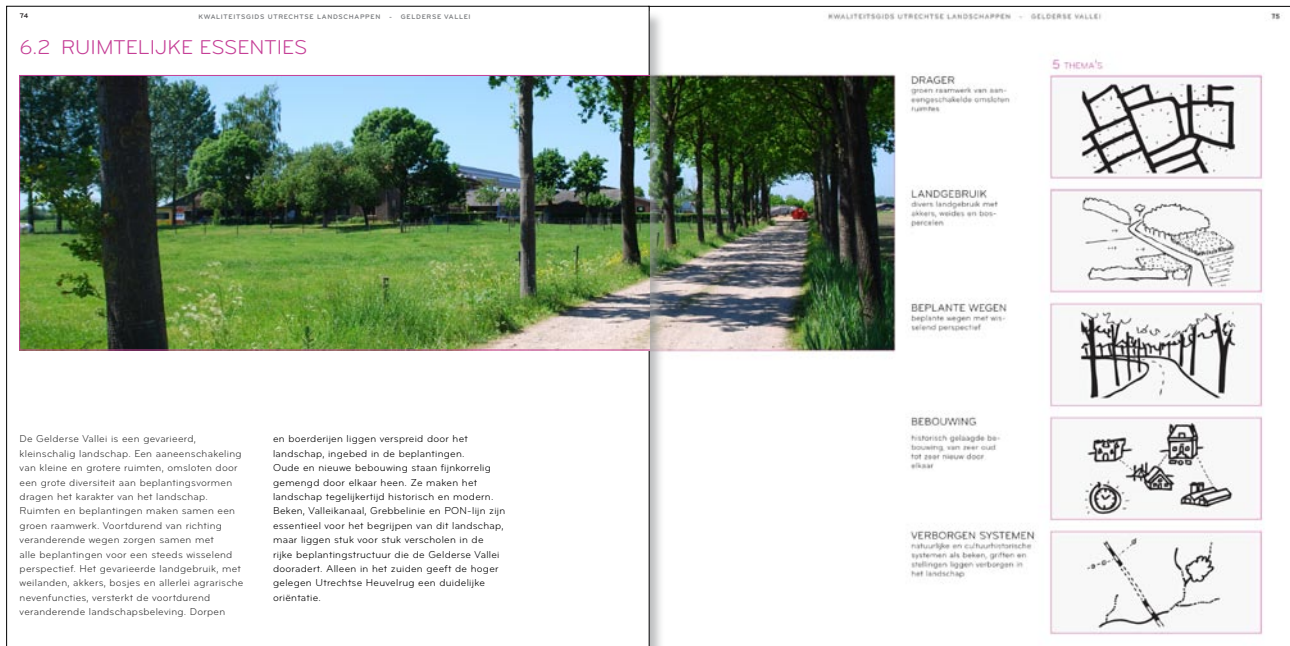 74
KWALITEITSGIDS UTRECHTSE LANDSCHAPPEN - GELDERSE VALLEI
6.2 RUIMTELIJKE ESSENTIES
De Gelderse Vallei is een gevarieerd,
kleinschalig landschap. Een aaneenschakeling
van kleine en grotere ruimten, omsloten door
een grote diversiteit aan beplantingsvormen
dragen het karakter van het landschap.
Ruimten en beplantingen maken samen een
groen raamwerk. Voortdurend van richting
veranderende wegen zorgen samen met
alle beplantingen voor een steeds wisselend
perspectief. Het gevarieerde landgebruik, met
weilanden, akkers, bosjes en allerlei agrarische
nevenfuncties, versterkt de voortdurend
veranderende landschapsbeleving. Dorpen
en boerderijen liggen verspreid door het
landschap, ingebed in de beplantingen.
Oude en nieuwe bebouwing staan fijnkorrelig
gemengd door elkaar heen. Ze maken het
landschap tegelijkertijd historisch en modern.
Beken, Valleikanaal, Grebbelinie en PON-lijn zijn
essentieel voor het begrijpen van dit landschap,
maar liggen stuk voor stuk verscholen in de
rijke beplantingstructuur die de Gelderse Vallei
dooradert. Alleen in het zuiden geeft de hoger
gelegen Utrechtse Heuvelrug een duidelijke
oriëntatie.
KWALITEITSGIDS UTRECHTSE LANDSCHAPPEN - GELDERSE VALLEI
75
5 THEMA'S
DRAGER
groen raamwerk van aan-
eengeschakelde omsloten
ruimtes
LANDGEBRUIK
divers landgebruik met
akkers, weides en bos-
percelen
BEPLANTE WEGEN
beplante wegen met wis-
selend perspectief
BEBOUWING
historisch gelaagde be-
bouwing, van zeer oud
tot zeer nieuw door
elkaar
VERBORGEN SYSTEMEN
natuurlijke en cultuurhistorische
systemen als beken, griften en
stellingen liggen verborgen in
het landschap